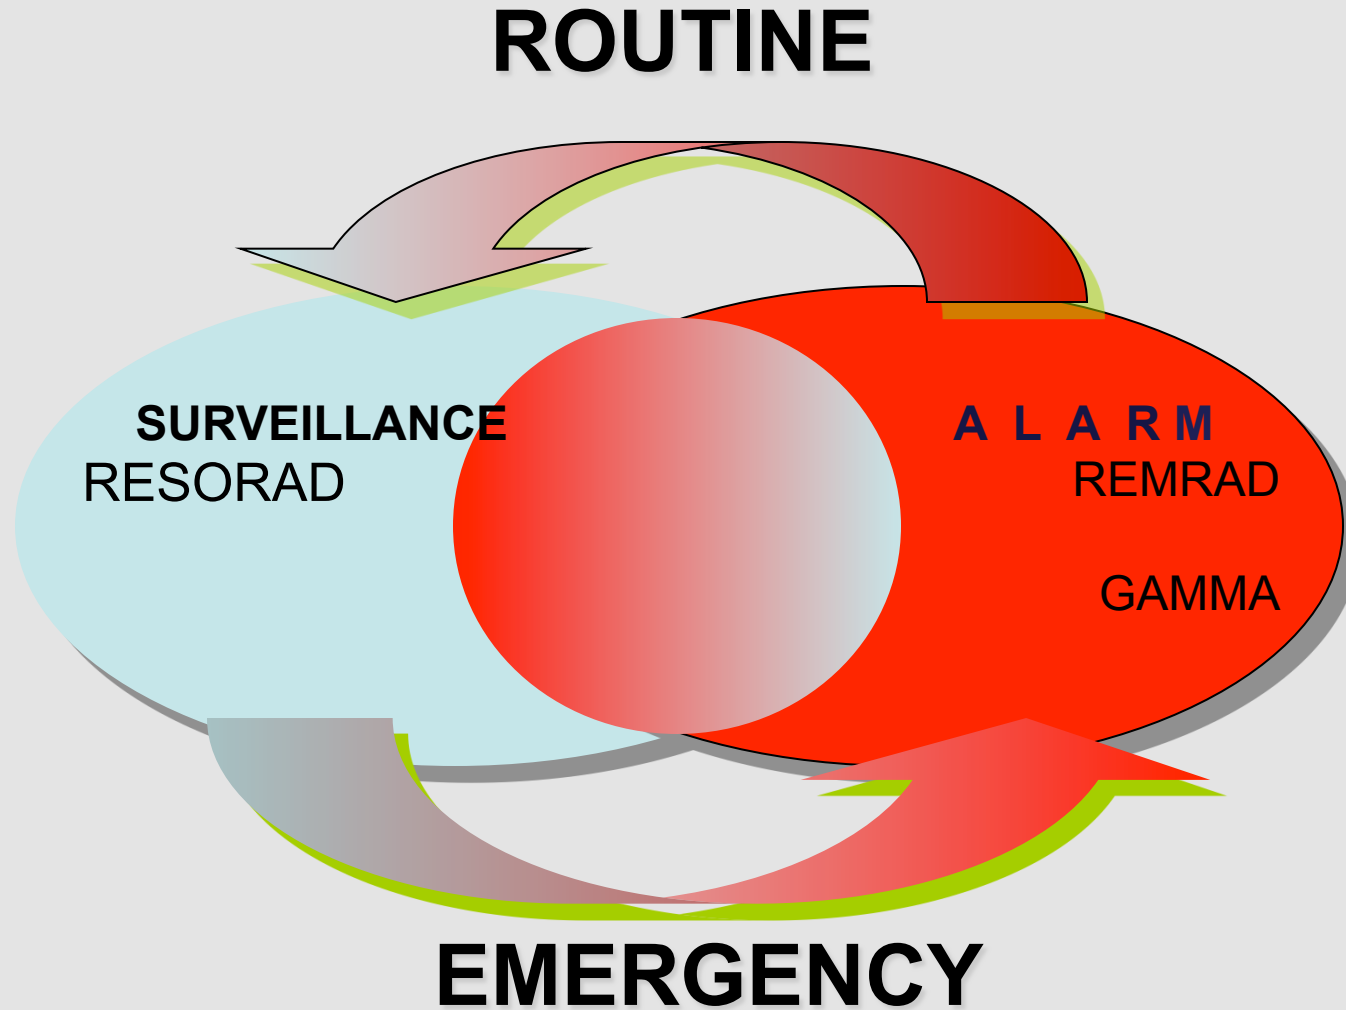 ROUTINE
SURVEILLANCE
RESORAD
A L A R M
REMRAD
GAMMA
EMERGENCY